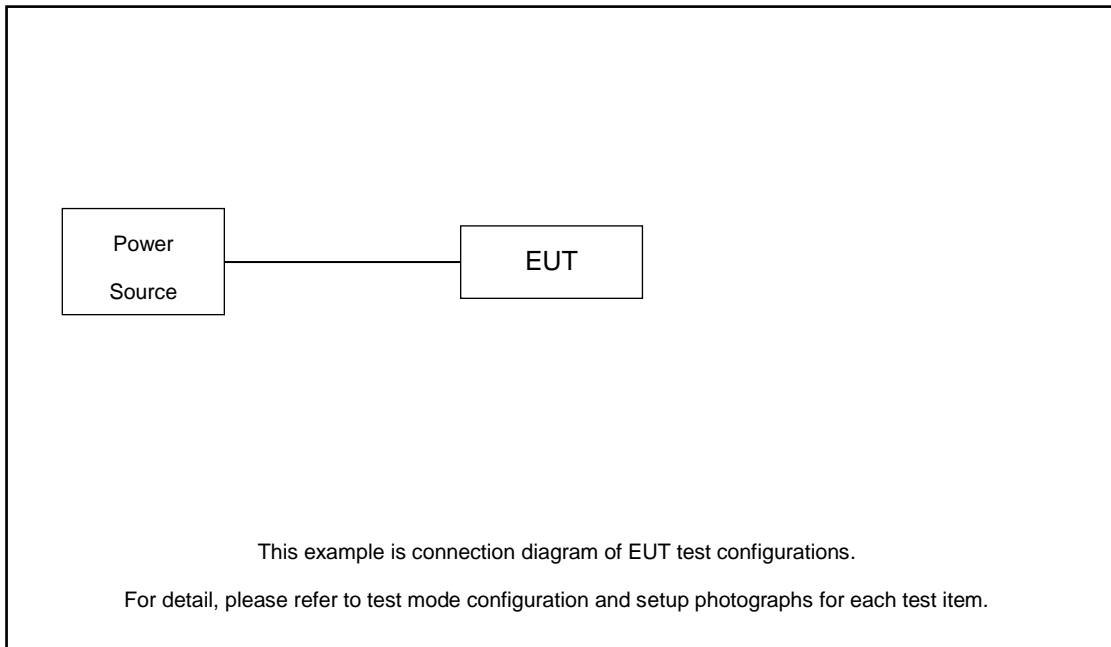 Power
Source
EUT
This example is connection diagram of EUT test configurations.
For detail, please refer to test mode configuration and setup photographs for each test item.